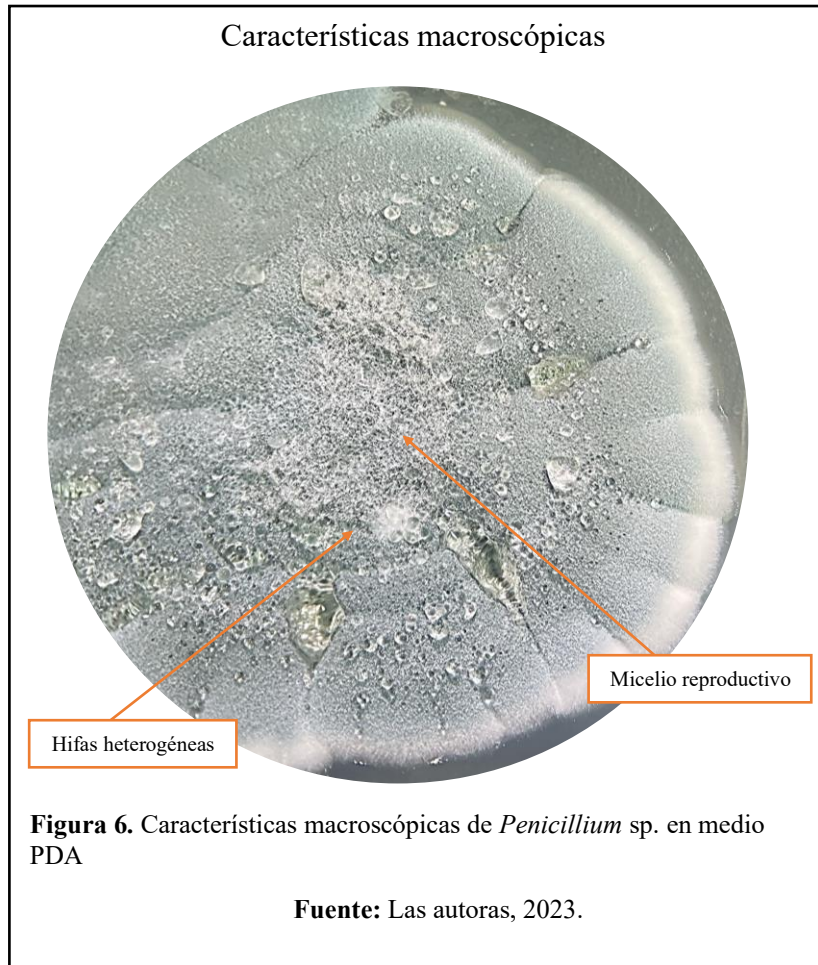 Características macroscópicas
Micelio reproductivo
Hifas heterogéneas
Figura 6. Características macroscópicas de Penicillium sp. en medio
PDA
Fuente: Las autoras, 2023.